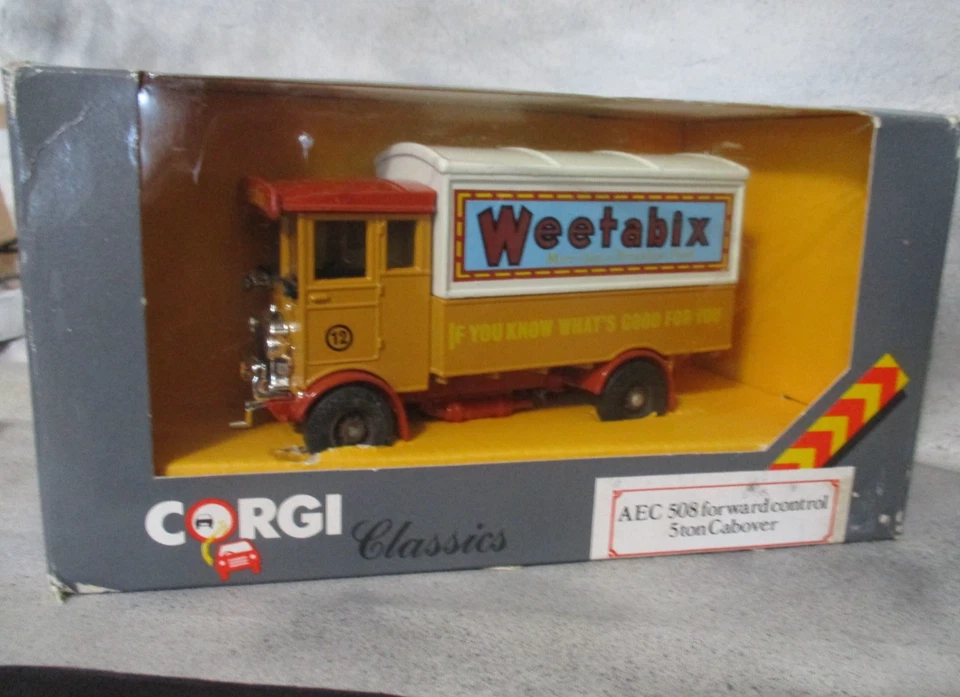 Weetabix
IF YOU KNOW WHAT'S GOOD FOR YOU
12
CORGI
Classics
AEC 508 forward control
5ton Cabover